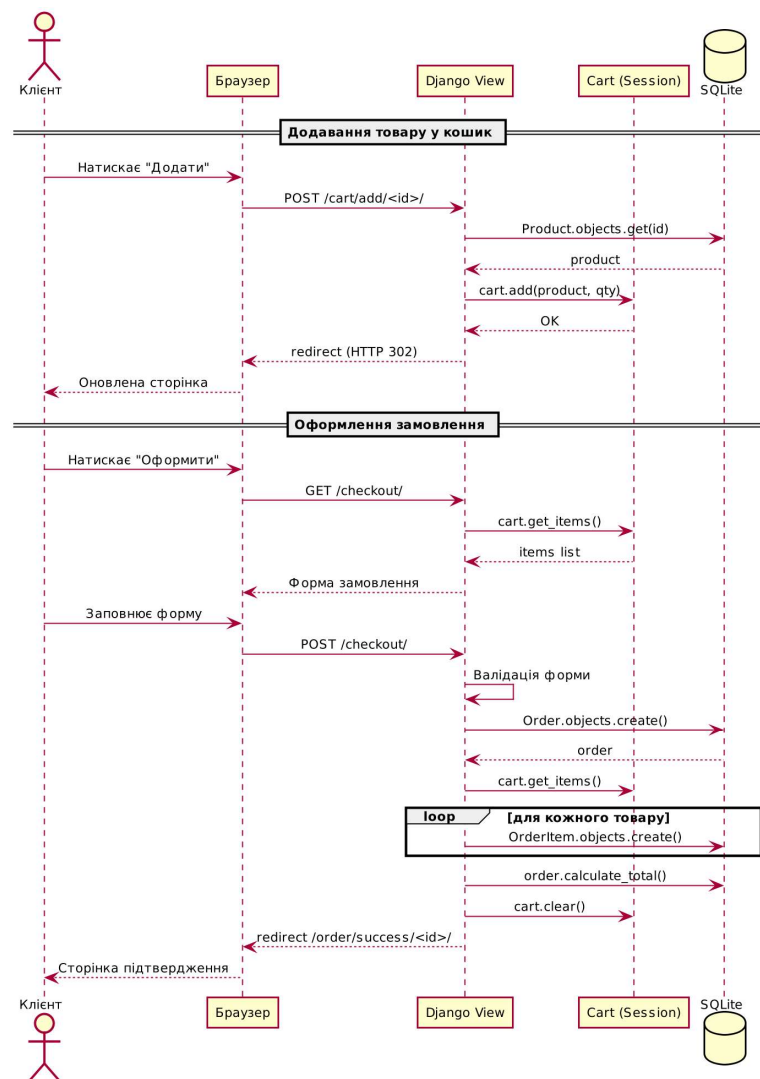 Клієнт
Браузер
Django View
Cart (Session)
SQLite
Додавання товару у кошик
Натискає "Додати"
POST /cart/add/<id>/
Product.objects.get(id)
product
cart.add(product, qty)
OK
redirect (HTTP 302)
Оновлена сторінка
Оформлення замовлення
Натискає "Оформити"
GET /checkout/
cart.get_items()
items list
Форма замовлення
Заповнює форму
POST /checkout/
Валідація форми
Order.objects.create()
order
cart.get_items()
loop [для кожного товару]
OrderItem.objects.create()
order.calculate_total()
cart.clear()
redirect /order/success/<id>/
Сторінка підтвердження
Клієнт
Браузер
Django View
Cart (Session)
SQLite